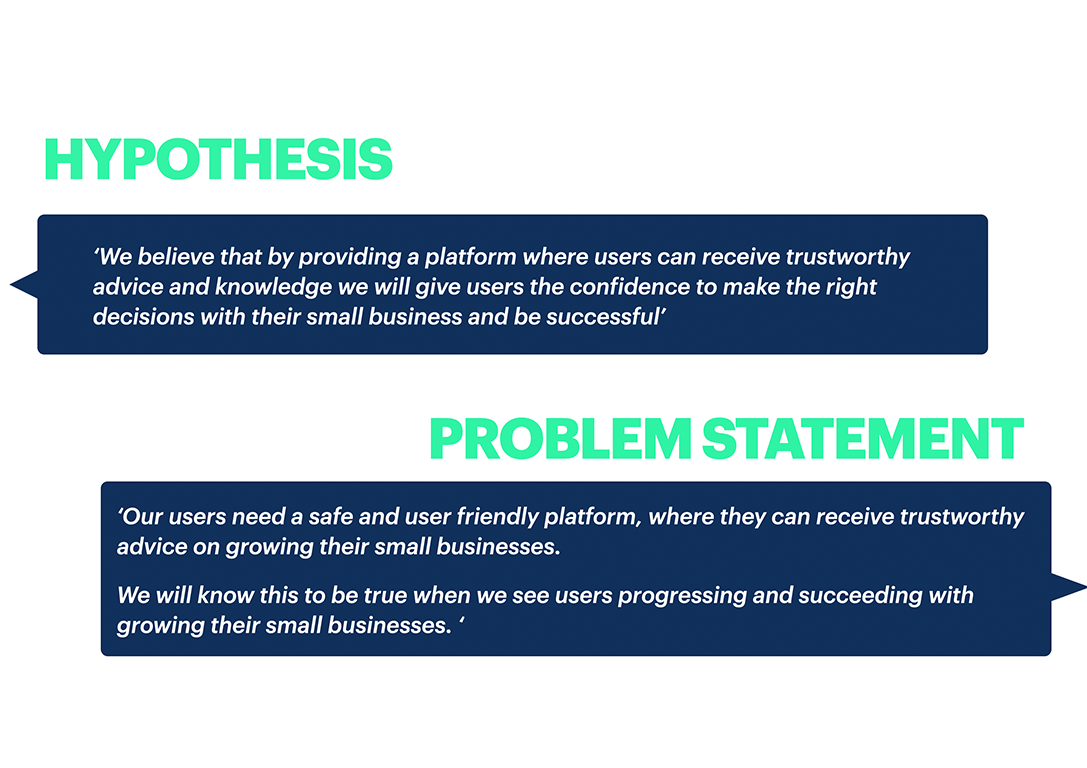 HYPOTHESIS
‘We believe that by providing a platform where users can receive trustworthy
advice and knowledge we will give users the confidence to make the right
decisions with their small business and be successful’
PROBLEM STATEMENT
‘Our users need a safe and user friendly platform, where they can receive trustworthy
advice on growing their small businesses.
We will know this to be true when we see users progressing and succeeding with
growing their small businesses. ‘